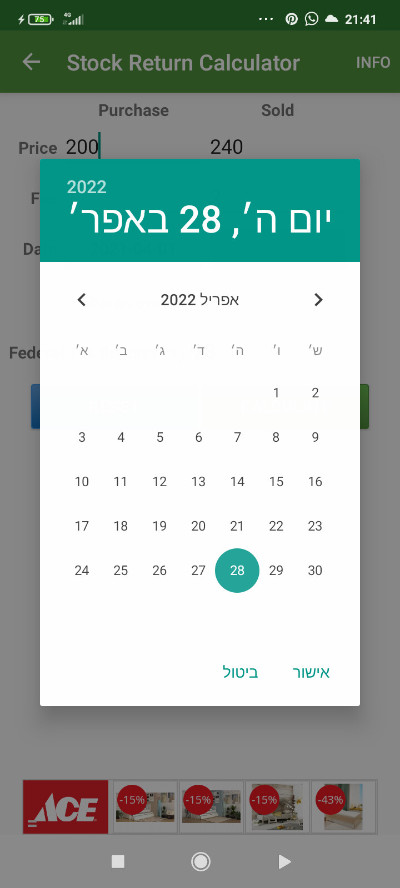 75 4G 21:41
Stock Return Calculator INFO
Purchase Sold
Price 200 240
F
Da
Fede
2022
יום ה׳, 28 באפר׳
אפריל 2022
א׳ ב׳ ג׳ ד׳ ה׳ ו׳ ש׳
1 2
3 4 5 6 7 8 9
10 11 12 13 14 15 16
17 18 19 20 21 22 23
24 25 26 27 28 29 30
ביטול אישור
ACE -15% -15% -15% -43%